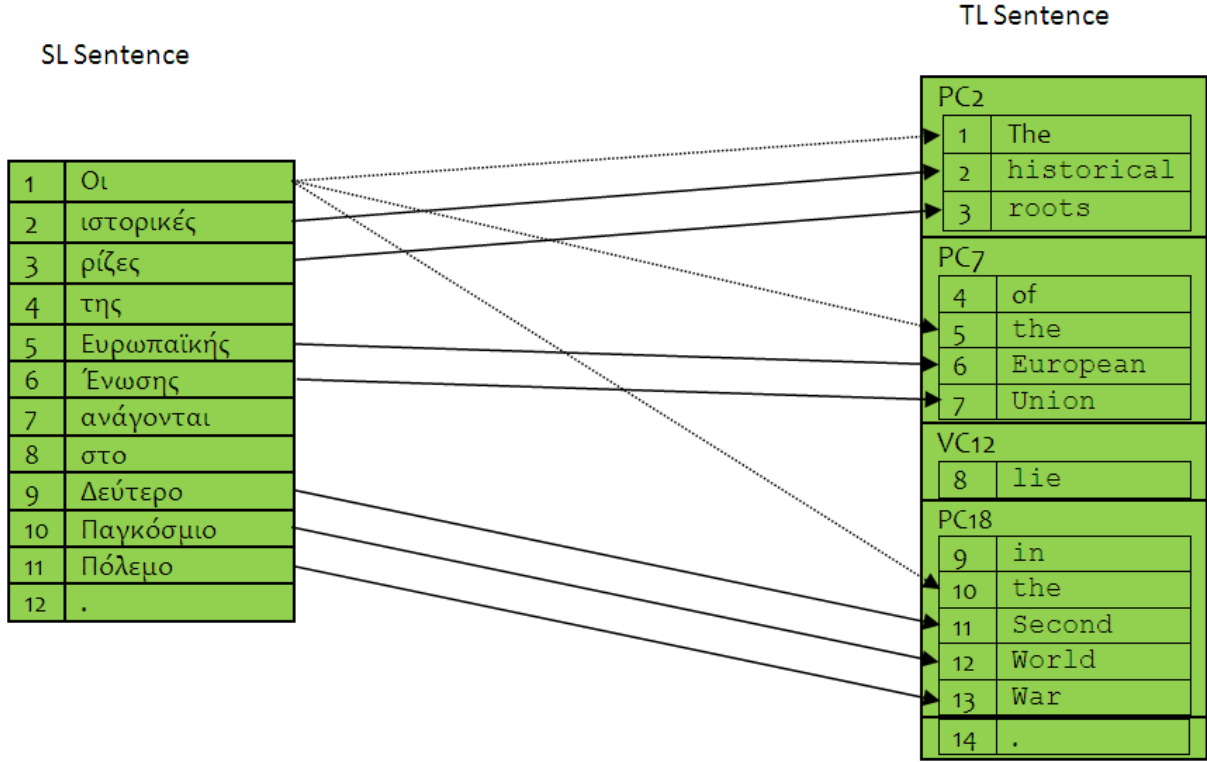 TL Sentence
SL Sentence
1 Οι
2 ιστορικές
3 ρίζες
4 της
5 Ευρωπαϊκής
6 Ένωσης
7 ανάγονται
8 στο
9 Δεύτερο
10 Παγκόσμιο
11 Πόλεμο
12 .
PC2
1 The
2 historical
3 roots
PC7
4 of
5 the
6 European
7 Union
VC12
8 lie
PC18
9 in
10 the
11 Second
12 World
13 War
14 .